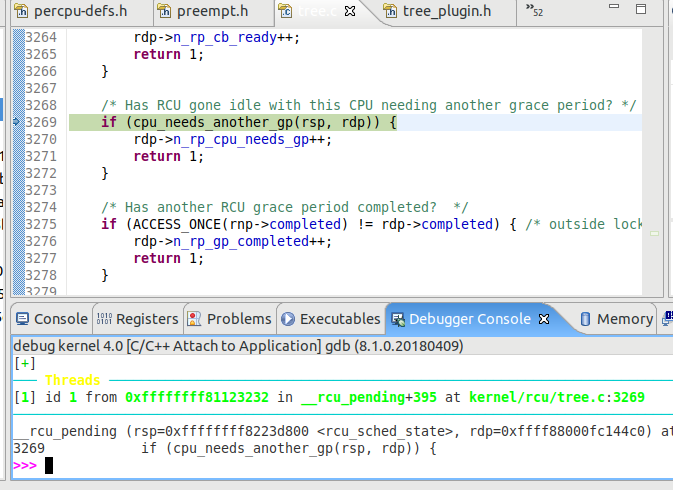 percpu-defs.h preempt.h tree.c tree_plugin.h »52
3264 rdp->n_rp_cb_ready++;
3265 return 1;
3266 }
3267
3268 /* Has RCU gone idle with this CPU needing another grace period? */
3269 if (cpu_needs_another_gp(rsp, rdp)) {
3270 rdp->n_rp_cpu_needs_gp++;
3271 return 1;
3272 }
3273
3274 /* Has another RCU grace period completed?  */
3275 if (ACCESS_ONCE(rnp->completed) != rdp->completed) { /* outside lock
3276 rdp->n_rp_gp_completed++;
3277 return 1;
3278 }
3279
Console Registers Problems Executables Debugger Console Memory
debug kernel 4.0 [C/C++ Attach to Application] gdb (8.1.0.20180409)
[+]
Threads
[1] id 1 from 0xffffffff81123232 in __rcu_pending+395 at kernel/rcu/tree.c:3269
__rcu_pending (rsp=0xffffffff8223d800 <rcu_sched_state>, rdp=0xffff88000fc144c0) at
3269 if (cpu_needs_another_gp(rsp, rdp)) {
>>>